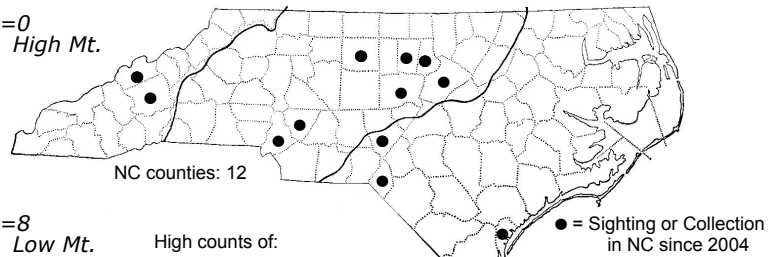 =0
High Mt.
NC counties: 12
=8
Low Mt.
High counts of:
● = Sighting or Collection
in NC since 2004